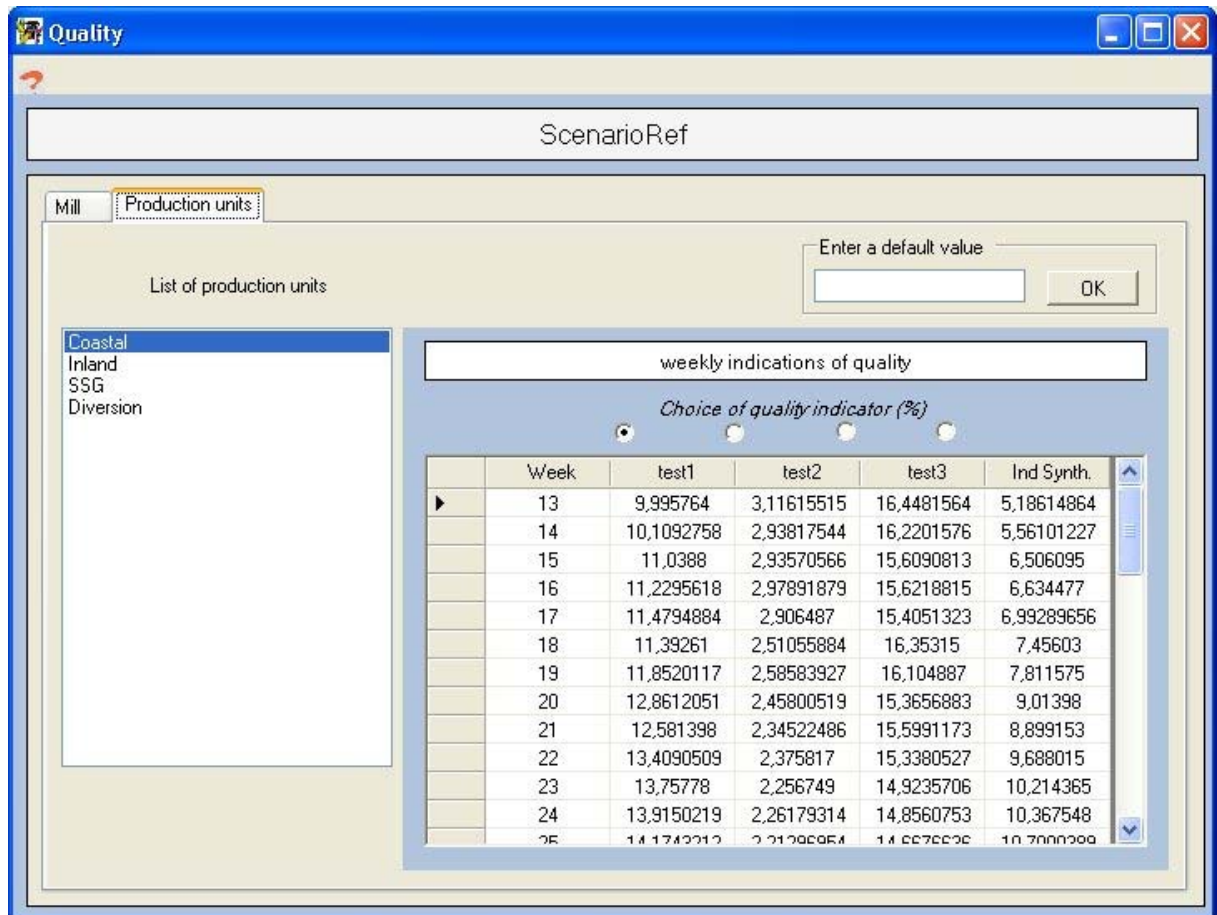 Quality
ScenarioRef
Mill Production units
Enter a default value
List of production units
OK
Coastal
Inland
SSG
Diversion
weekly indications of quality
Choice of quality indicator (%)
Week test1 test2 test3 Ind Synth.
13 9,995764 3,11615515 16,4481564 5,18614864
14 10,1092758 2,93817544 16,2201576 5,56101227
15 11,0388 2,93570566 15,6090813 6,506095
16 11,2295618 2,97891879 15,6218815 6,634477
17 11,4794884 2,906487 15,4051323 6,99289656
18 11,39261 2,51055884 16,35315 7,45603
19 11,8520117 2,58583927 16,104887 7,811575
20 12,8612051 2,45800519 15,3656883 9,01398
21 12,581398 2,34522486 15,5991173 8,899153
22 13,4090509 2,375817 15,3380527 9,688015
23 13,75778 2,256749 14,9235706 10,214365
24 13,9150219 2,26179314 14,8560753 10,367548
25